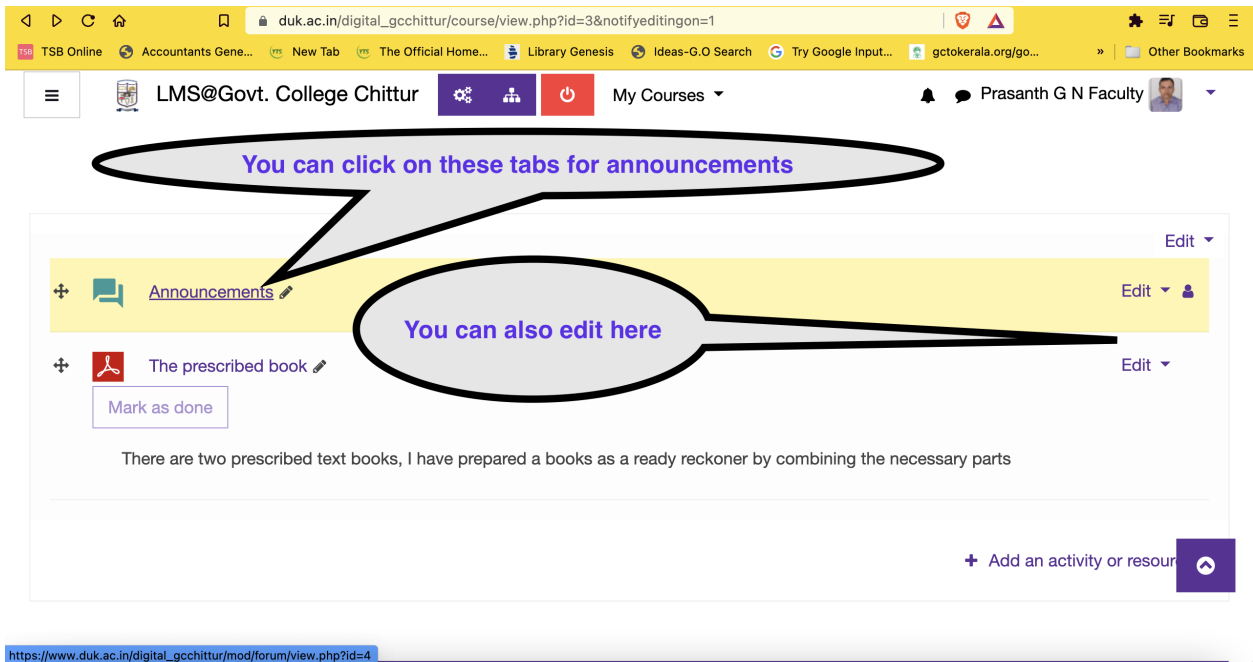 duk.ac.in/digital_gcchittur/course/view.php?id=3&notifyeditingon=1
TSB TSB Online Accountants Gene... YTS New Tab YTS The Official Home... Library Genesis Ideas-G.O Search Try Google Input... gctokerala.org/go... » Other Bookmarks
LMS@Govt. College Chittur My Courses Prasanth G N Faculty
You can click on these tabs for announcements
Edit
Announcements Edit
You can also edit here
The prescribed book Edit
Mark as done
There are two prescribed text books, I have prepared a books as a ready reckoner by combining the necessary parts
+ Add an activity or resour
https://www.duk.ac.in/digital_gcchittur/mod/forum/view.php?id=4